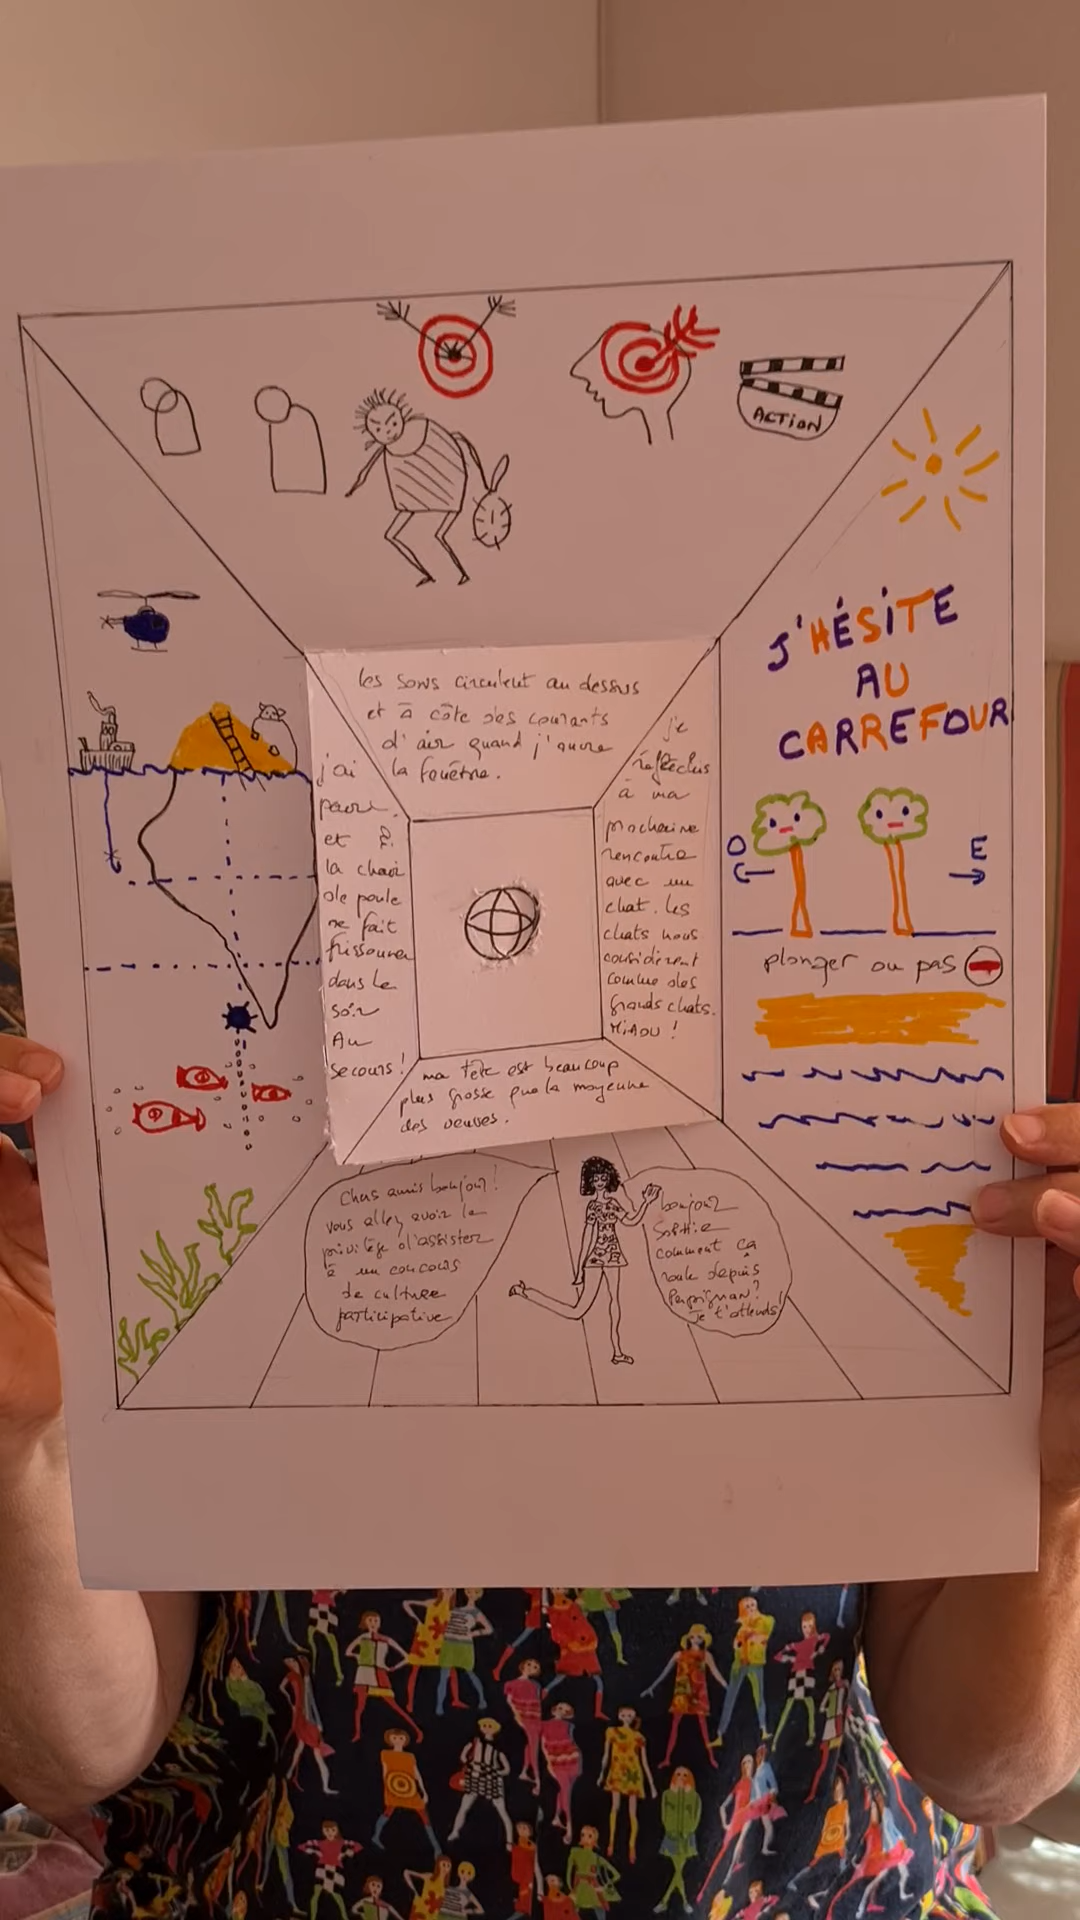 ACTION
J'HÉSITE
AU
CARREFOUR
les sons circulent au dessus
et à côté des courants
d'air quand j'ouvre
la fenêtre.
j'ai
peur
et
la chair
de poule
me fait
frissonner
dans le
soir
Au
secours !
je
réfléchis
à ma
prochaine
rencontre
avec un
chat. les
chats nous
considèrent
comme des
grands chats.
MiAOU !
ma tête est beaucoup
plus grosse que la moyenne
des
O
E
plonger ou pas
Chers amis bonjour !
vous allez avoir le
privilège d'assister
à un concours
de culture
participative
bonjour
Sophie
comment ça
roule depuis
Perpignan ?
Je t'attends !